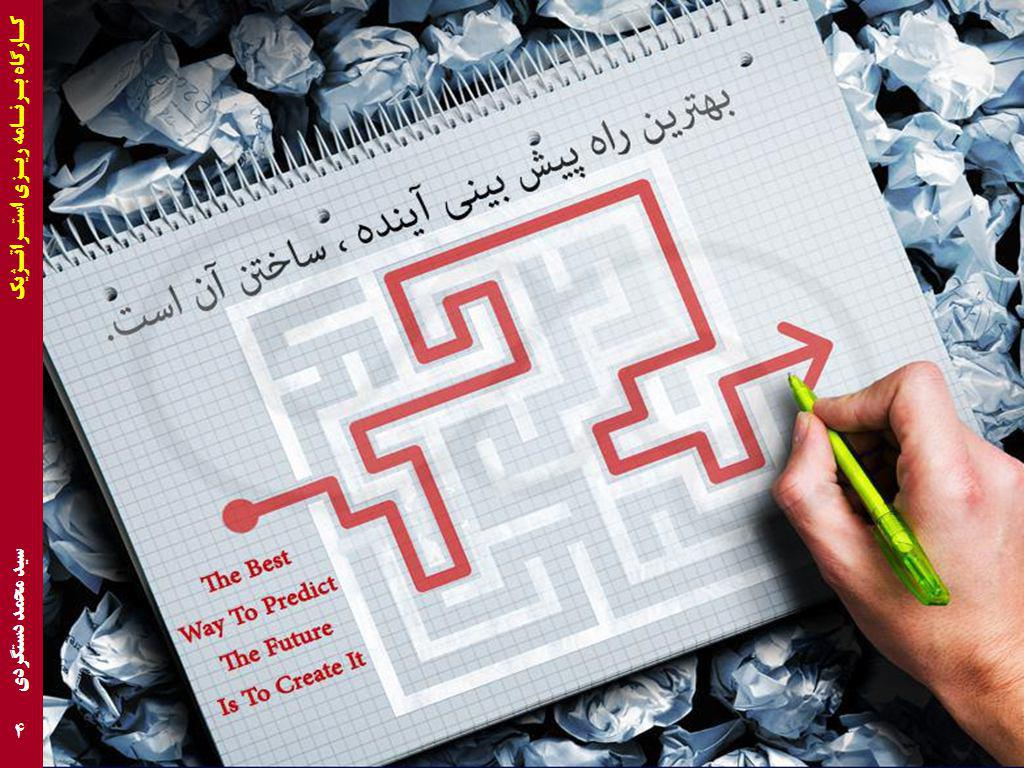 کارگاه برنامه ریزی استراتژیک
سید محمد دستگردی
بهترین راه پیش بینی آینده ، ساختن آن است.
The Best
Way To Predict
The Future
Is To Create It